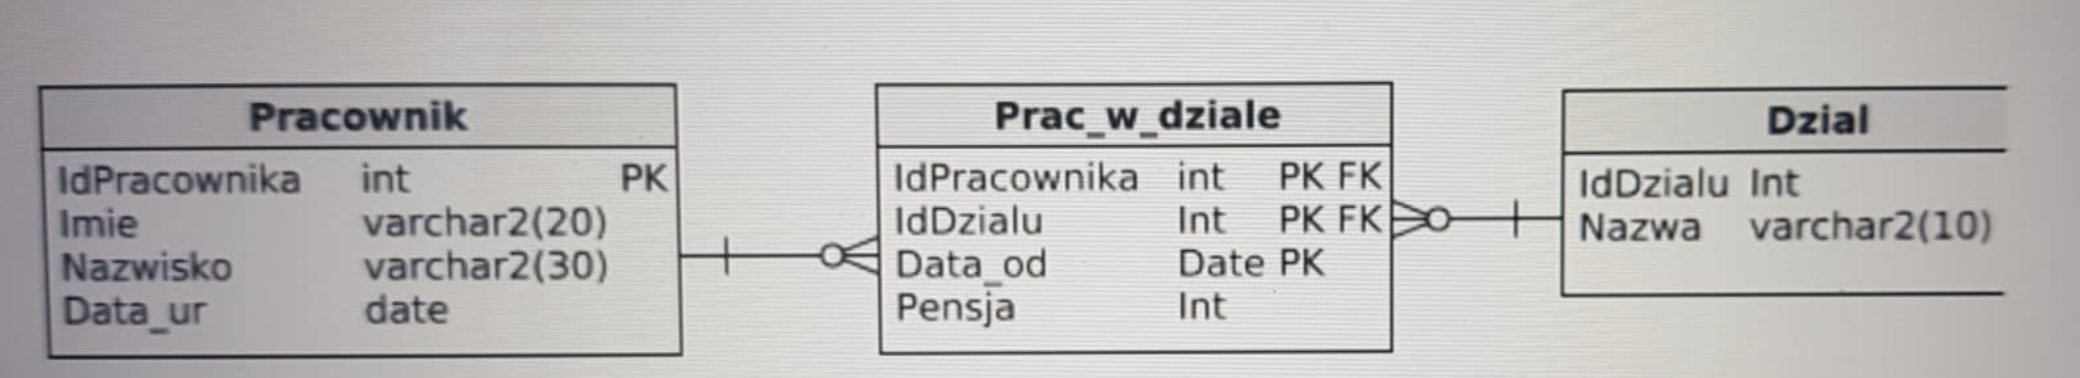 Pracownik
IdPracownika int PK
Imie varchar2(20)
Nazwisko varchar2(30)
Data_ur date
Prac_w_dziale
IdPracownika int PK FK
IdDzialu Int PK FK
Data_od Date PK
Pensja Int
Dzial
IdDzialu Int
Nazwa varchar2(10)